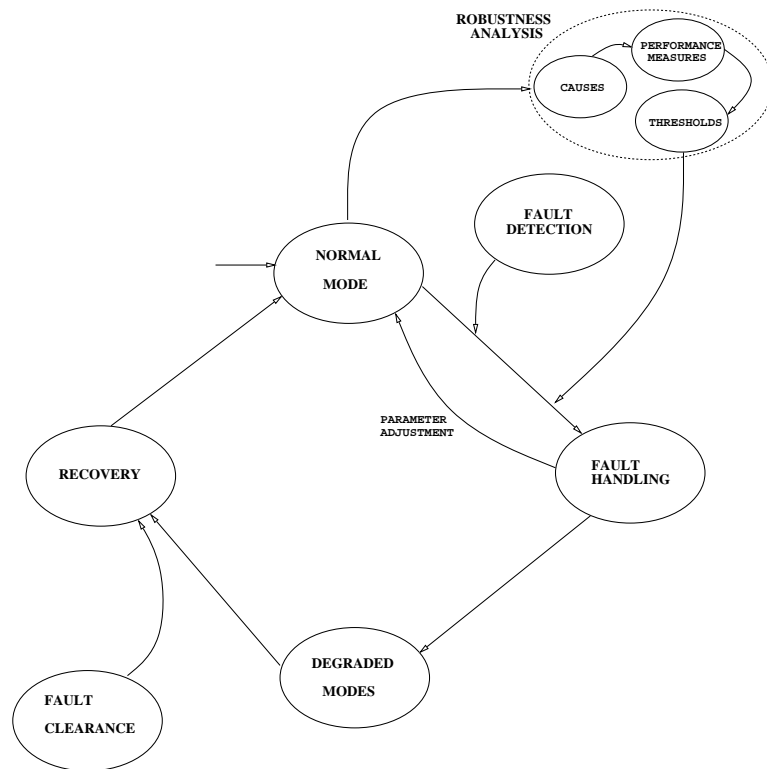 ROBUSTNESS
ANALYSIS
PERFORMANCE
MEASURES
CAUSES
THRESHOLDS
FAULT
DETECTION
NORMAL
MODE
PARAMETER
ADJUSTMENT
FAULT
HANDLING
RECOVERY
DEGRADED
MODES
FAULT
CLEARANCE